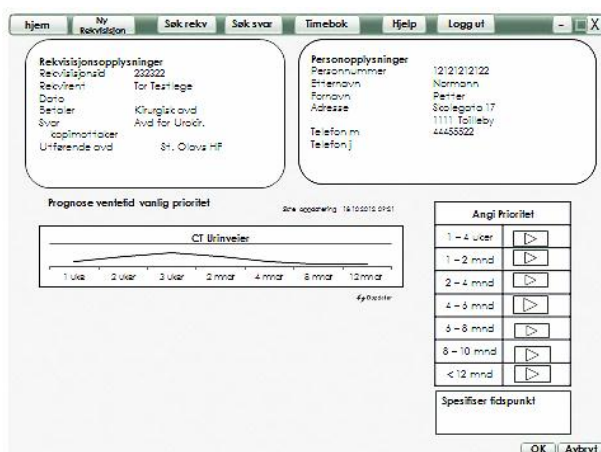 hjem
Ny
Rekvisisjon
Søk rekv
Søk svar
Timebok
Hjelp
Logg ut
Rekvisisjonsopplysninger
Rekvisisjonsid 232322
Rekvirent Tor Testlege
Dato
Betaler Kirurgisk avd
Svar Avd for Urokir.
kopimottaker
Utførende avd St. Olavs HF
Personopplysninger
Personnummer 12121212122
Etternavn Normann
Fornavn Petter
Adresse
1111 Tolleby
Telefon m 44455522
Telefon j
Prognose ventetid vanlig prioritet
CT Urinveier
1 uke 2 uker 3 uker 2 mnd 4 mnd 8 mnd 12 mnd
Angi Prioritet
1 – 4 uker
1 – 2 mnd
2 – 4 mnd
4 – 6 mnd
6 – 8 mnd
8 – 10 mnd
< 12 mnd
Spesifiser tidspunkt
OK Avbryt